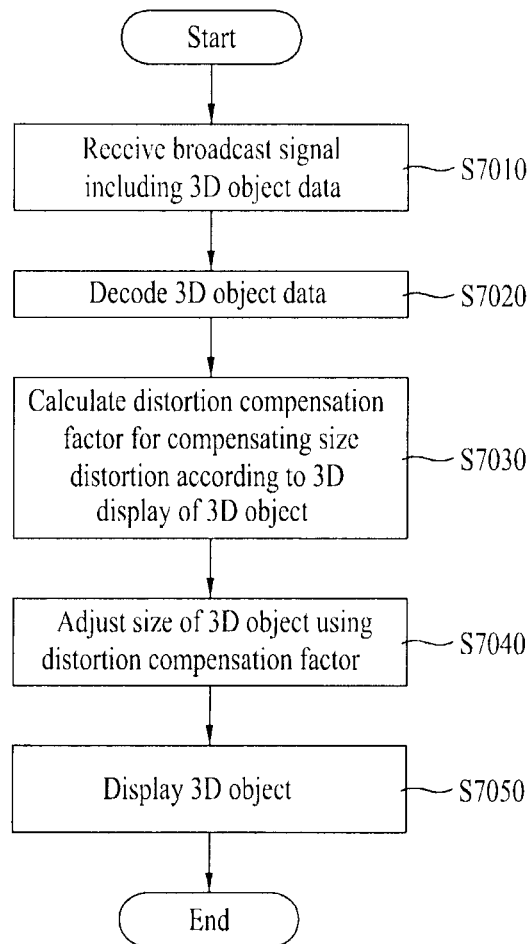 Start
Receive broadcast signal
including 3D object data
S7010
Decode 3D object data
S7020
Calculate distortion compensation
factor for compensating size
distortion according to 3D
display of 3D object
S7030
Adjust size of 3D object using
distortion compensation factor
S7040
Display 3D object
S7050
End